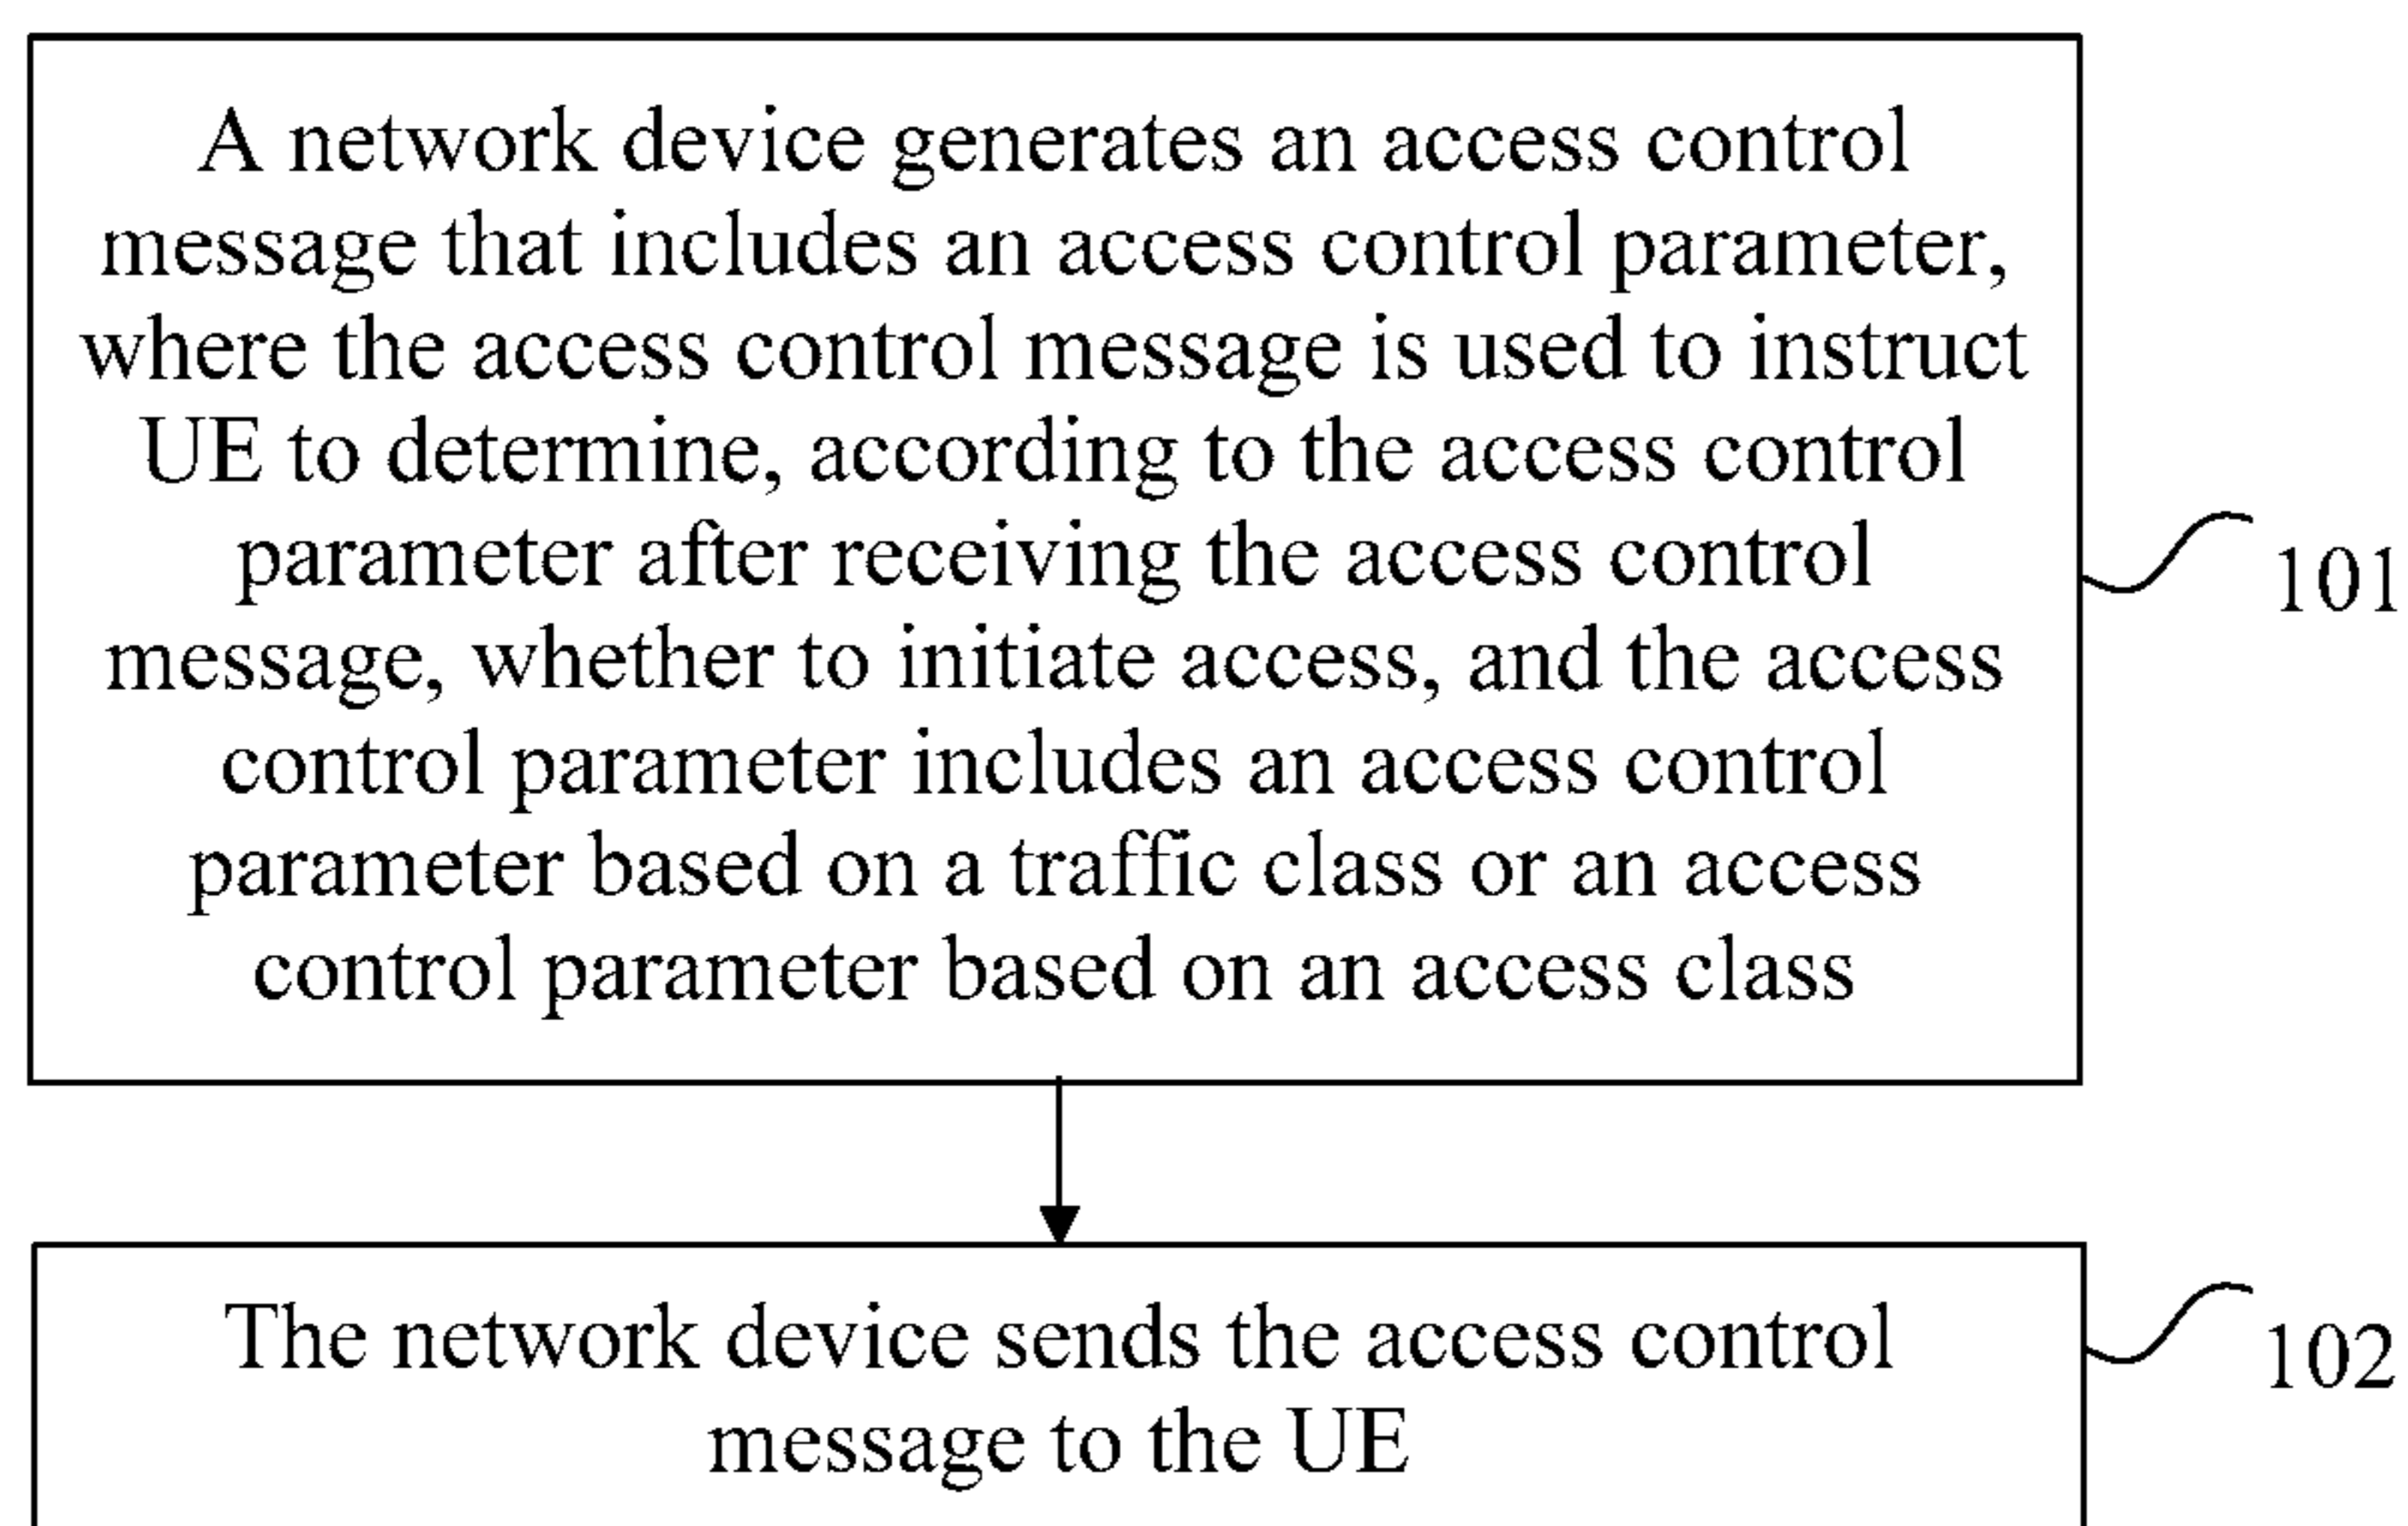 A network device generates an access control
message that includes an access control parameter,
where the access control message is used to instruct
UE to determine, according to the access control
parameter after receiving the access control
message, whether to initiate access, and the access
control parameter includes an access control
parameter based on a traffic class or an access
control parameter based on an access class
101
The network device sends the access control
message to the UE
102